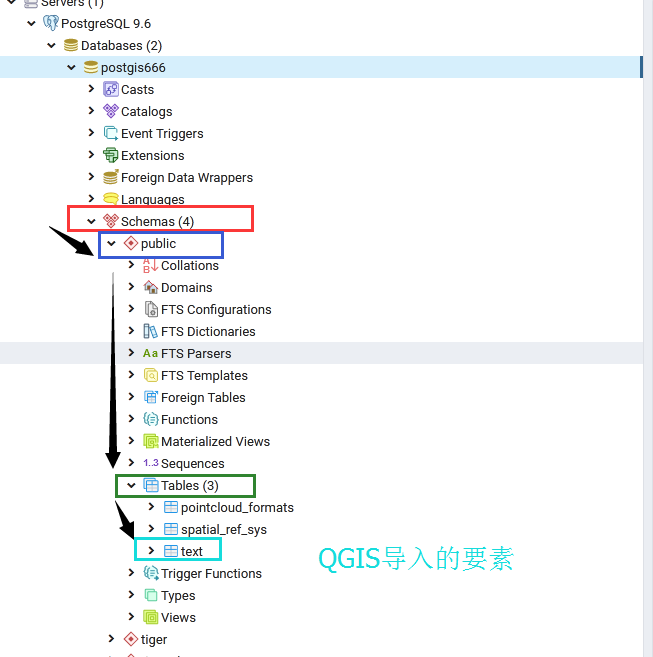 Servers (1)
PostgreSQL 9.6
Databases (2)
postgis666
Casts
Catalogs
Event Triggers
Extensions
Foreign Data Wrappers
Languages
Schemas (4)
public
Collations
Domains
FTS Configurations
FTS Dictionaries
Aa FTS Parsers
FTS Templates
Foreign Tables
Functions
Materialized Views
1..3 Sequences
Tables (3)
pointcloud_formats
spatial_ref_sys
text
QGIS导入的要素
Trigger Functions
Types
Views
tiger